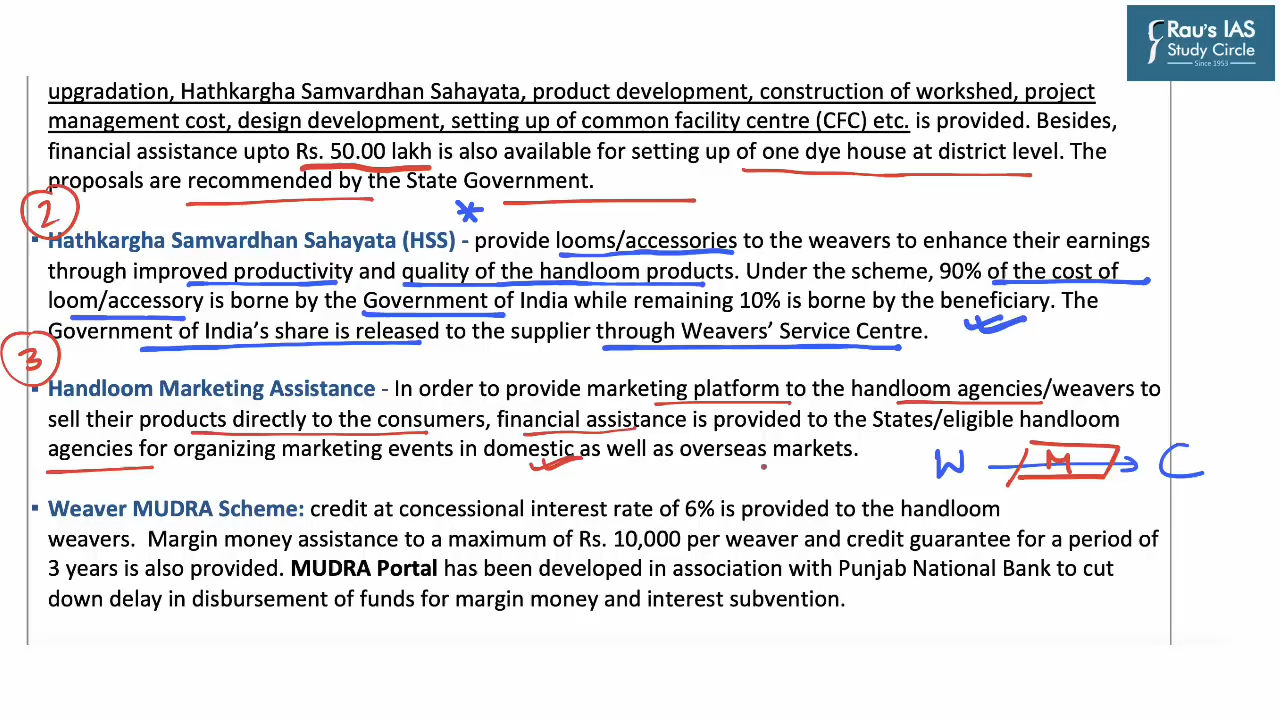 Rau's IAS
Study Circle
Since 1953
upgradation, Hathkargha Samvardhan Sahayata, product development, construction of workshed, project
management cost, design development, setting up of common facility centre (CFC) etc. is provided. Besides,
financial assistance upto Rs. 50.00 lakh is also available for setting up of one dye house at district level. The
proposals are recommended by the State Government.
2
*
▪ Hathkargha Samvardhan Sahayata (HSS) - provide looms/accessories to the weavers to enhance their earnings
through improved productivity and quality of the handloom products. Under the scheme, 90% of the cost of
loom/accessory is borne by the Government of India while remaining 10% is borne by the beneficiary. The
Government of India's share is released to the supplier through Weavers' Service Centre.
3
▪ Handloom Marketing Assistance - In order to provide marketing platform to the handloom agencies/weavers to
sell their products directly to the consumers, financial assistance is provided to the States/eligible handloom
agencies for organizing marketing events in domestic as well as overseas markets.
W M C
▪ Weaver MUDRA Scheme: credit at concessional interest rate of 6% is provided to the handloom
weavers. Margin money assistance to a maximum of Rs. 10,000 per weaver and credit guarantee for a period of
3 years is also provided. MUDRA Portal has been developed in association with Punjab National Bank to cut
down delay in disbursement of funds for margin money and interest subvention.